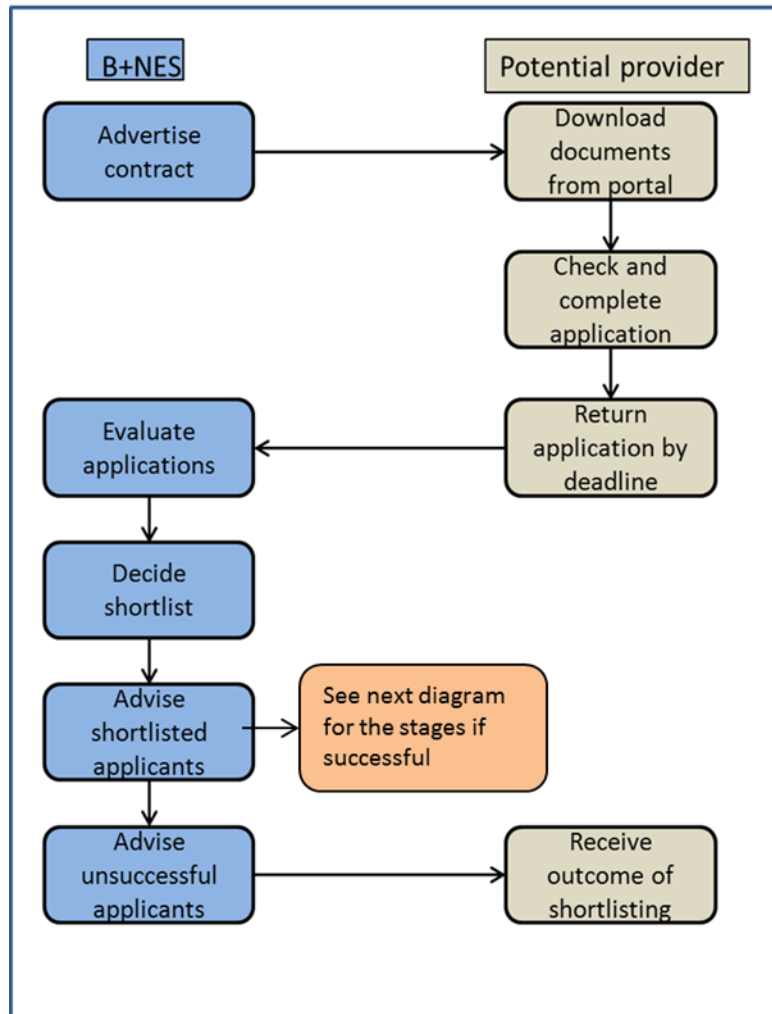 B+NES
Potential provider
Advertise
contract
Download
documents
from portal
Check and
complete
application
Evaluate
applications
Return
application by
deadline
Decide
shortlist
Advise
shortlisted
applicants
See next diagram
for the stages if
successful
Advise
unsuccessful
applicants
Receive
outcome of
shortlisting